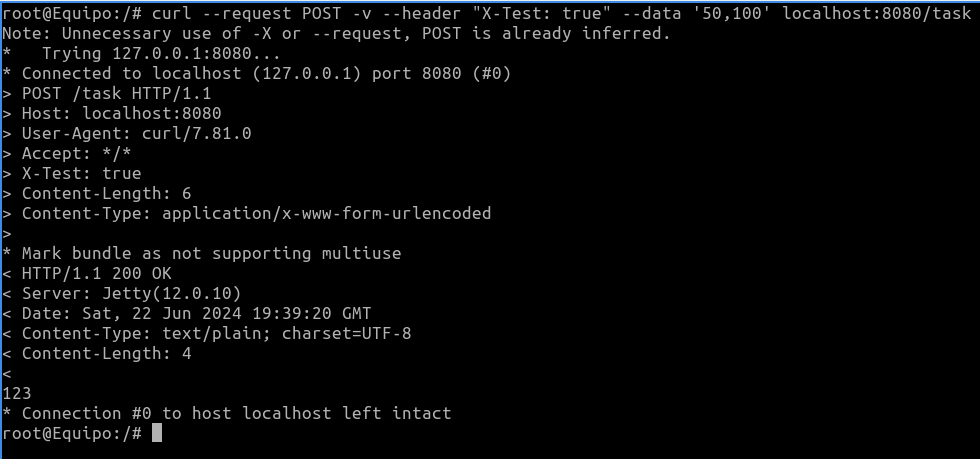 root@Equipo:/# curl --request POST -v --header "X-Test: true" --data '50,100' localhost:8080/task
Note: Unnecessary use of -X or --request, POST is already inferred.
*   Trying 127.0.0.1:8080...
* Connected to localhost (127.0.0.1) port 8080 (#0)
> POST /task HTTP/1.1
> Host: localhost:8080
> User-Agent: curl/7.81.0
> Accept: */*
> X-Test: true
> Content-Length: 6
> Content-Type: application/x-www-form-urlencoded
>
* Mark bundle as not supporting multiuse
< HTTP/1.1 200 OK
< Server: Jetty(12.0.10)
< Date: Sat, 22 Jun 2024 19:39:20 GMT
< Content-Type: text/plain; charset=UTF-8
< Content-Length: 4
<
123
* Connection #0 to host localhost left intact
root@Equipo:/#